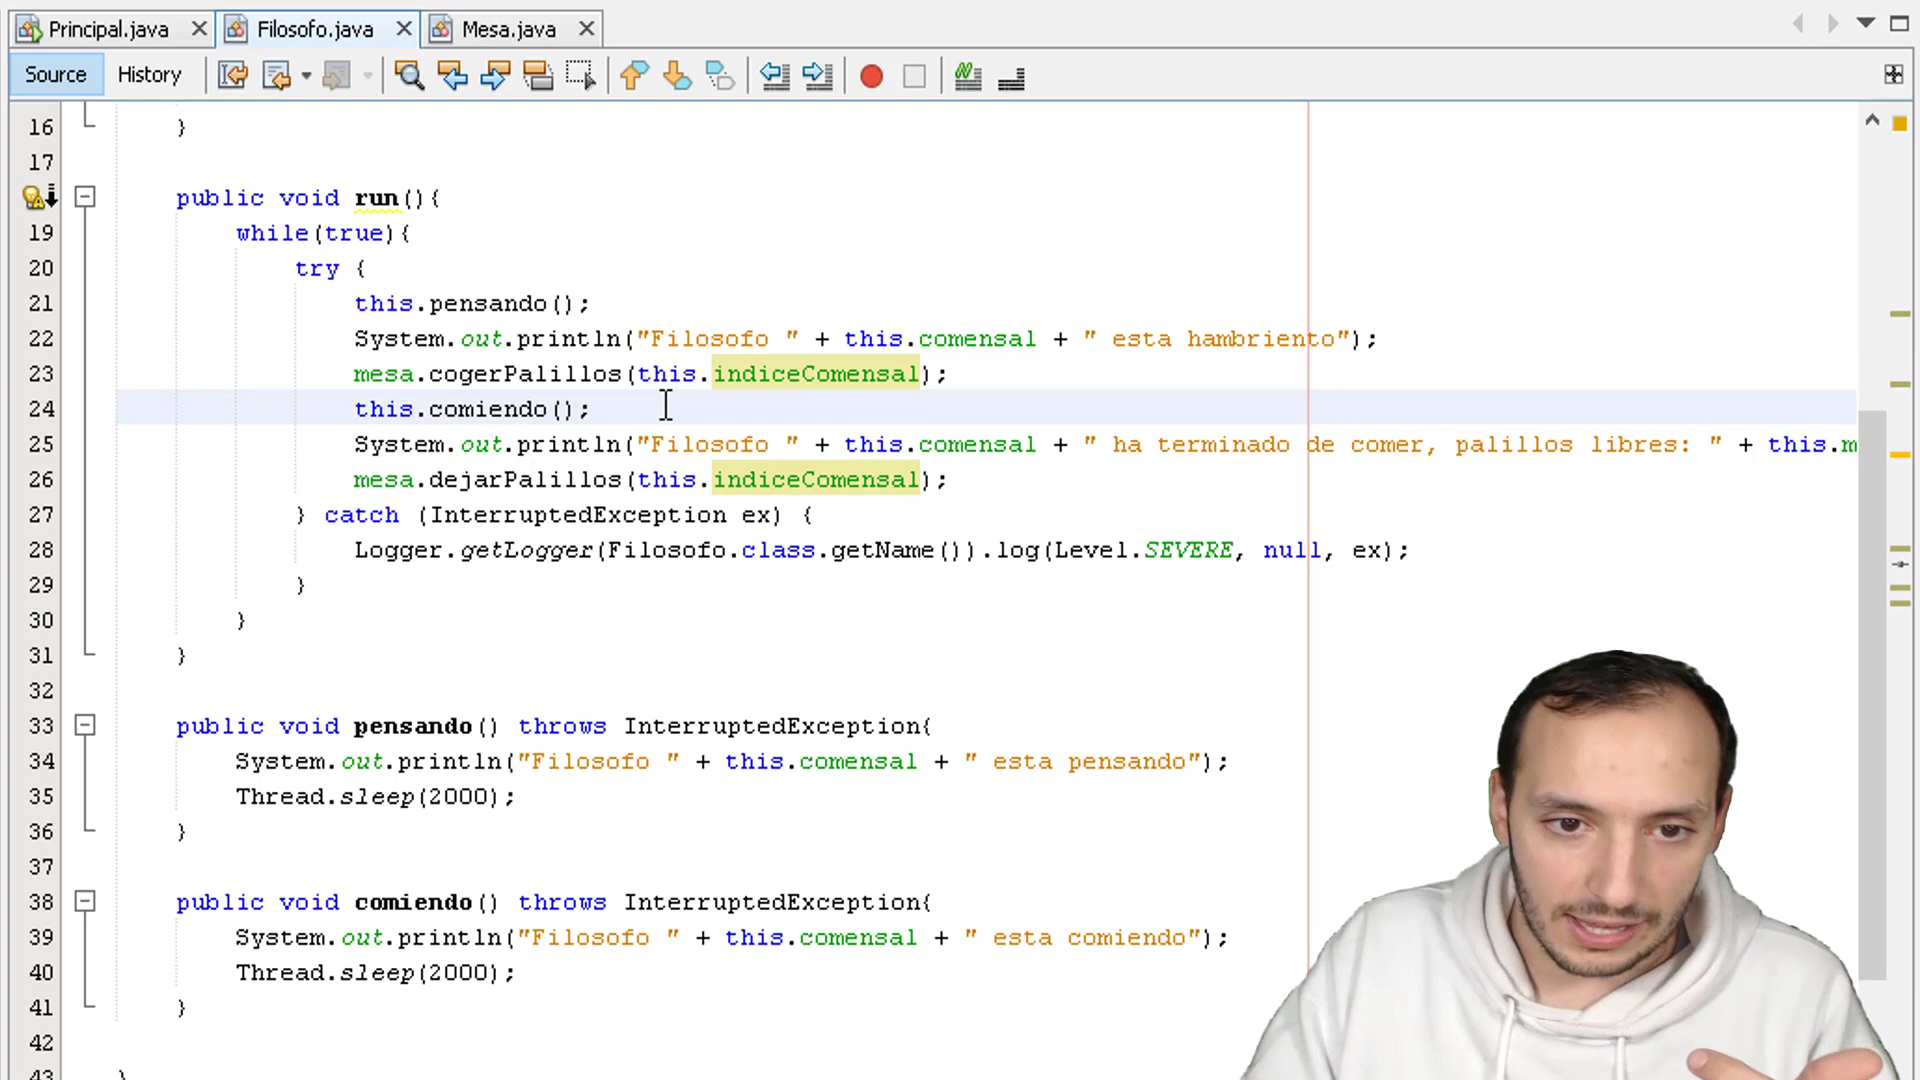 Principal.java Filosofo.java Mesa.java
Source History
16 }
17
public void run(){
19 while(true){
20 try {
21 this.pensando();
22 System.out.println("Filosofo " + this.comensal + " esta hambriento");
23 mesa.cogerPalillos(this.indiceComensal);
24 this.comiendo();
25 System.out.println("Filosofo " + this.comensal + " ha terminado de comer, palillos libres: " + this.m
26 mesa.dejarPalillos(this.indiceComensal);
27 } catch (InterruptedException ex) {
28 Logger.getLogger(Filosofo.class.getName()).log(Level.SEVERE, null, ex);
29 }
30 }
31 }
32
33 public void pensando() throws InterruptedException{
34 System.out.println("Filosofo " + this.comensal + " esta pensando");
35 Thread.sleep(2000);
36 }
37
38 public void comiendo() throws InterruptedException{
39 System.out.println("Filosofo " + this.comensal + " esta comiendo");
40 Thread.sleep(2000);
41 }
42
43 }